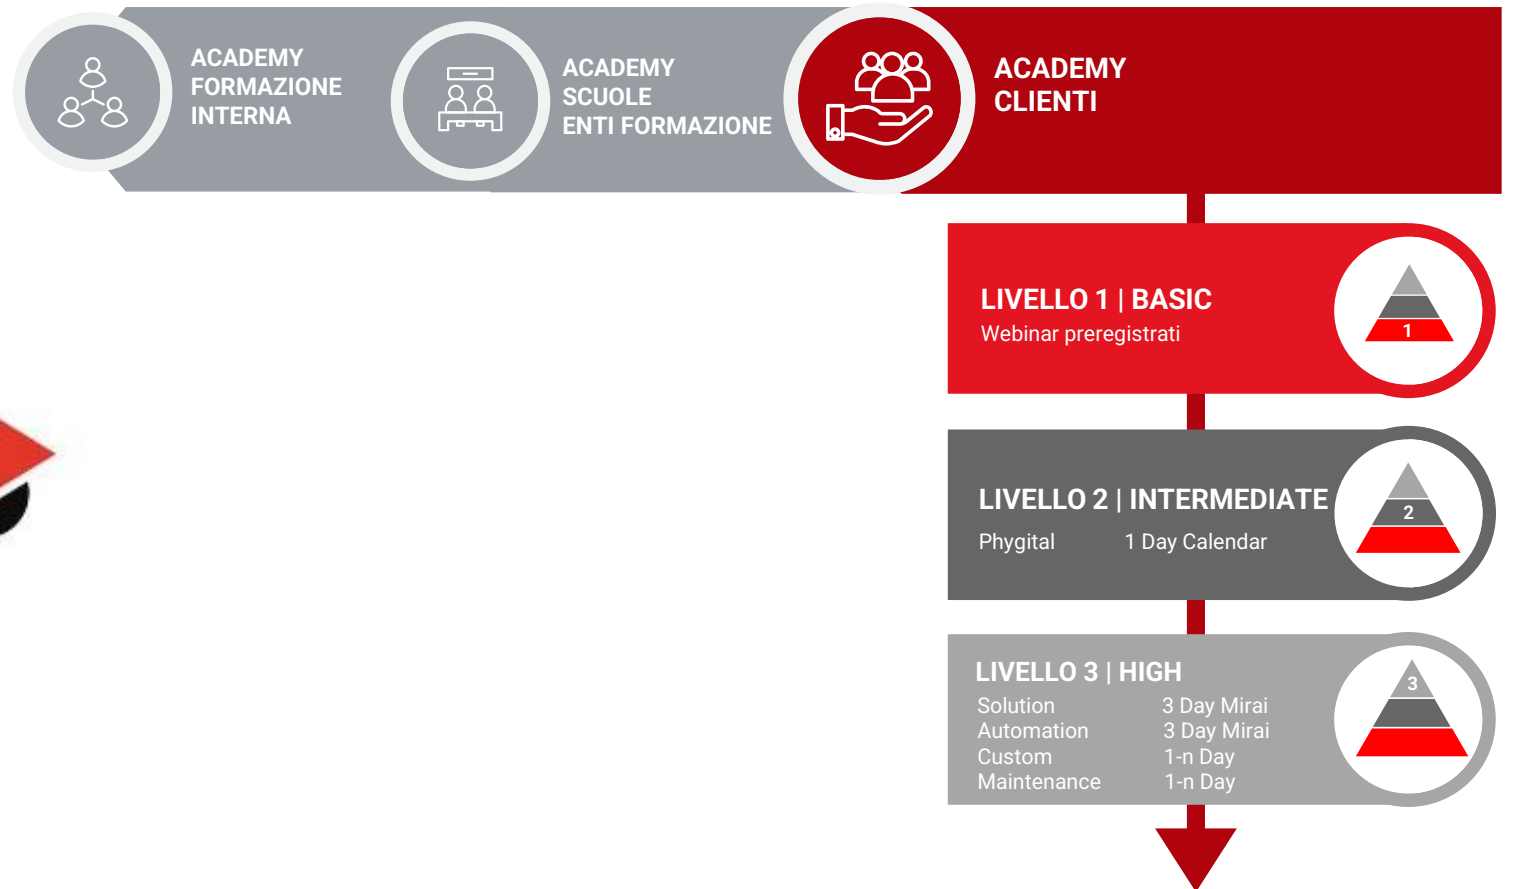 ACADEMY
FORMAZIONE
INTERNA
ACADEMY
SCUOLE
ENTI FORMAZIONE
ACADEMY
CLIENTI
LIVELLO 1 | BASIC
Webinar preregistrati
1
LIVELLO 2 | INTERMEDIATE
Phygital 1 Day Calendar
2
LIVELLO 3 | HIGH
Solution 3 Day Mirai
Automation 3 Day Mirai
Custom 1-n Day
Maintenance 1-n Day
3